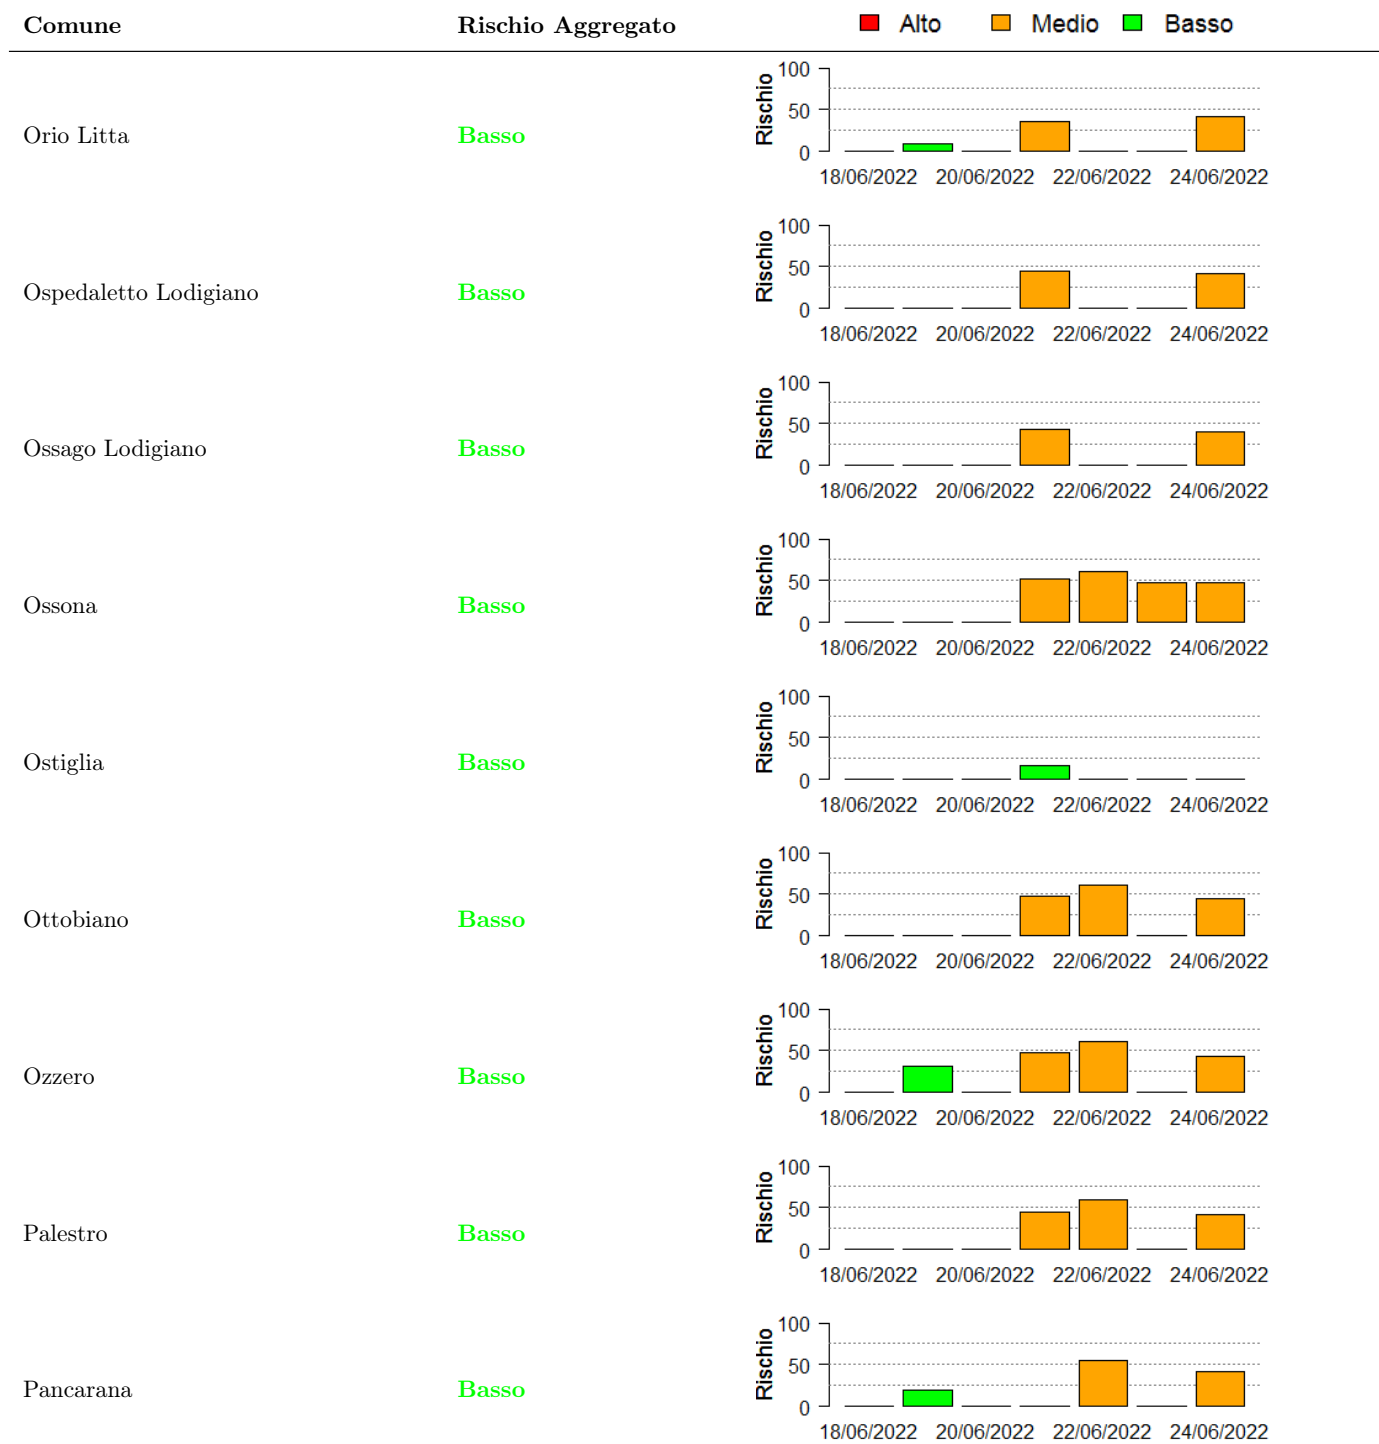 Comune Rischio Aggregato Alto Medio Basso
100
50
0
Rischio
Orio Litta Basso
18/06/2022 20/06/2022 22/06/2022 24/06/2022
100
50
0
Rischio
Ospedaletto Lodigiano Basso
18/06/2022 20/06/2022 22/06/2022 24/06/2022
100
50
0
Rischio
Ossago Lodigiano Basso
18/06/2022 20/06/2022 22/06/2022 24/06/2022
100
50
0
Rischio
Ossona Basso
18/06/2022 20/06/2022 22/06/2022 24/06/2022
100
50
0
Rischio
Ostiglia Basso
18/06/2022 20/06/2022 22/06/2022 24/06/2022
100
50
0
Rischio
Ottobiano Basso
18/06/2022 20/06/2022 22/06/2022 24/06/2022
100
50
0
Rischio
Ozzero Basso
18/06/2022 20/06/2022 22/06/2022 24/06/2022
100
50
0
Rischio
Palestro Basso
18/06/2022 20/06/2022 22/06/2022 24/06/2022
100
50
0
Rischio
Pancarana Basso
18/06/2022 20/06/2022 22/06/2022 24/06/2022